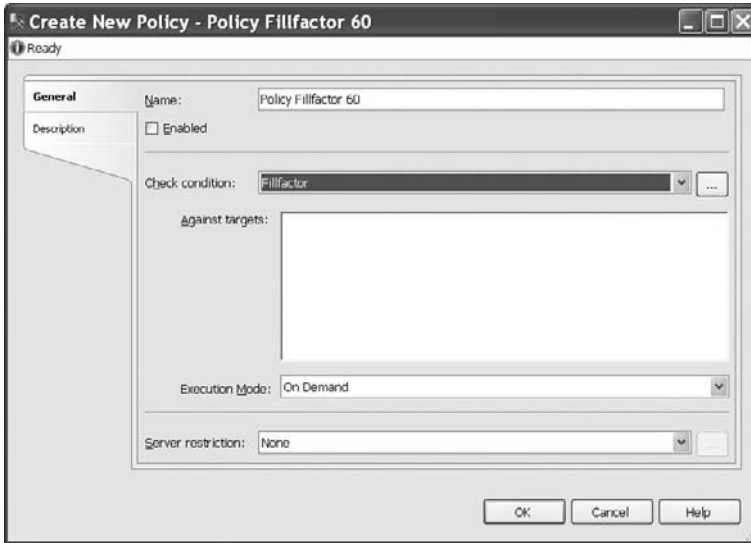 Create New Policy - Policy Fillfactor 60
Ready
General
Description
Name: Policy Fillfactor 60
Enabled
Check condition: Fillfactor ...
Against targets:
Execution Mode: On Demand
Server restriction: None ...
OK Cancel Help